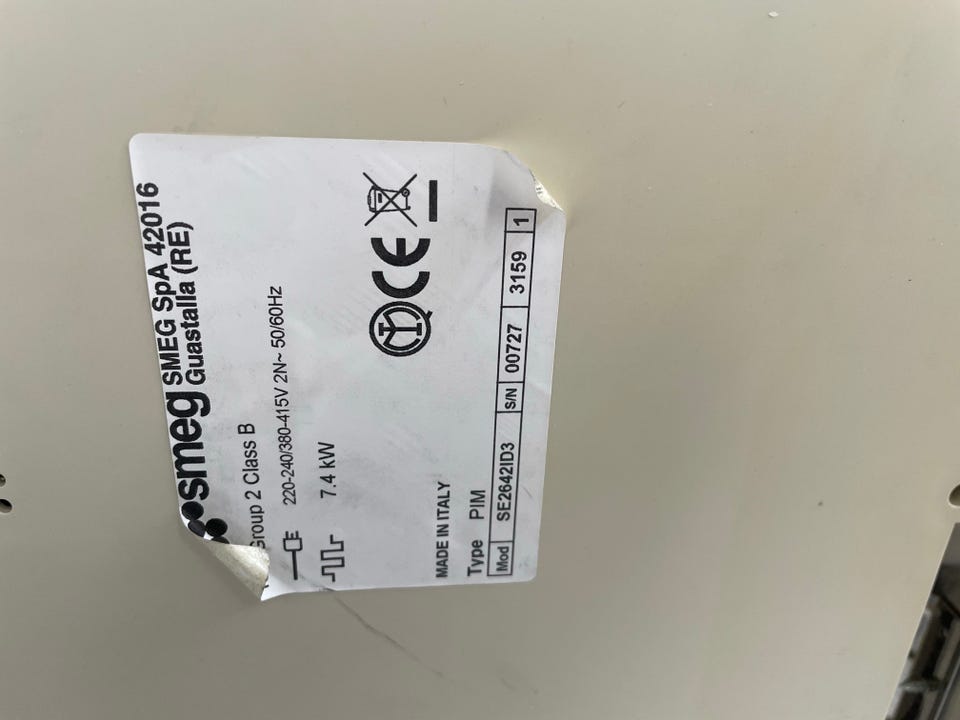 smeg SMEG SpA 42016
Guastalla (RE)
Group 2 Class B
220-240/380-415V 2N~ 50/60Hz
7.4 kW
CE
MADE IN ITALY
Type PIM
Mod SE2642ID3 S/N 00727 3159 1